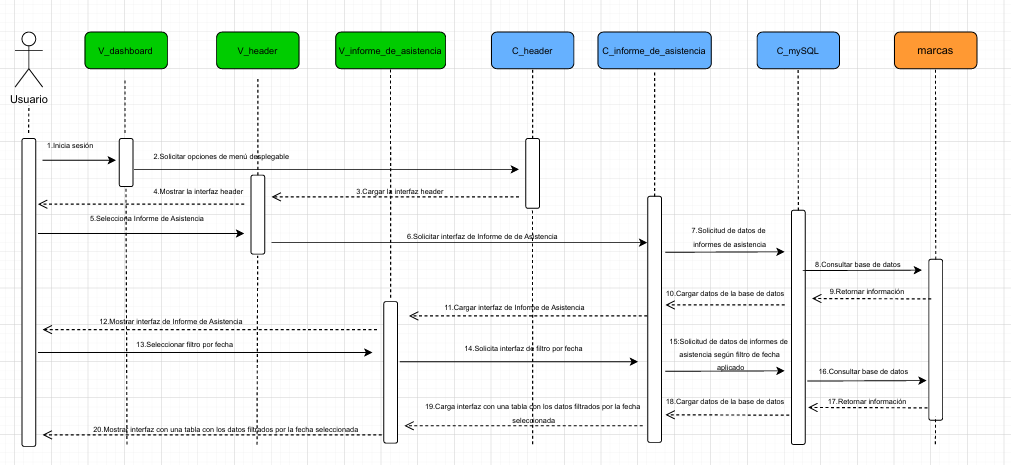 V_dashboard
V_header
V_informe_de_asistencia
C_header
C_informe_de_asistencia
C_mySQL
marcas
Usuario
1.Inicia sesión
2.Solicitar opciones de menú desplegable
3.Cargar la interfaz header
4.Mostrar la interfaz header
5.Selecciona Informe de Asistencia
6.Solicitar interfaz de Informe de de Asistencia
7.Solicitud de datos de
informes de asistencia
8.Consultar base de datos
9.Retornar información
10.Cargar datos de la base de datos
11.Cargar interfaz de Informe de Asistencia
12.Mostrar interfaz de Informe de Asistencia
13.Seleccionar filtro por fecha
14.Solicita interfaz de filtro por fecha
15:Solicitud de datos de informes de
asistencia según filtro de fecha
aplicado
16.Consultar base de datos
17.Retornar información
18.Cargar datos de la base de datos
19.Carga interfaz con una tabla con los datos filtrados por la fecha
seleccionada
20.Mostrar interfaz con una tabla con los datos filtrados por la fecha seleccionada